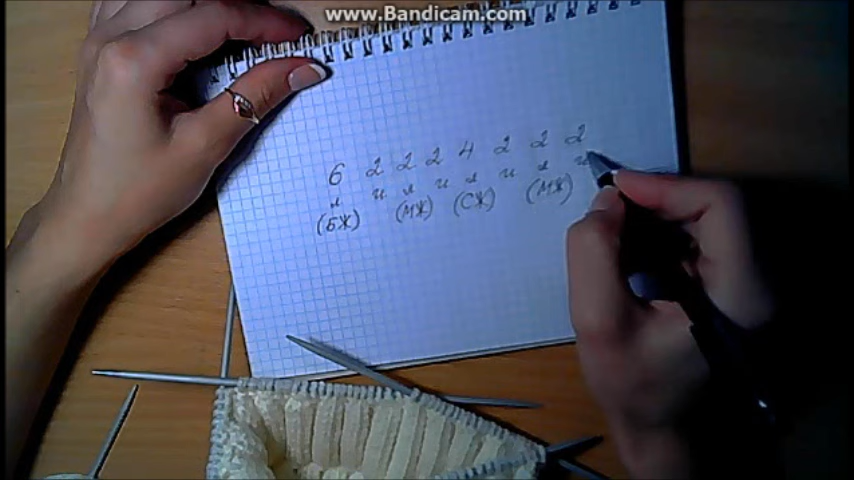 www.Bandicam.com
6 2 2 2 4 2 2 2
л и л и л и л и
(БЖ) (МЖ) (СЖ) (МЖ)